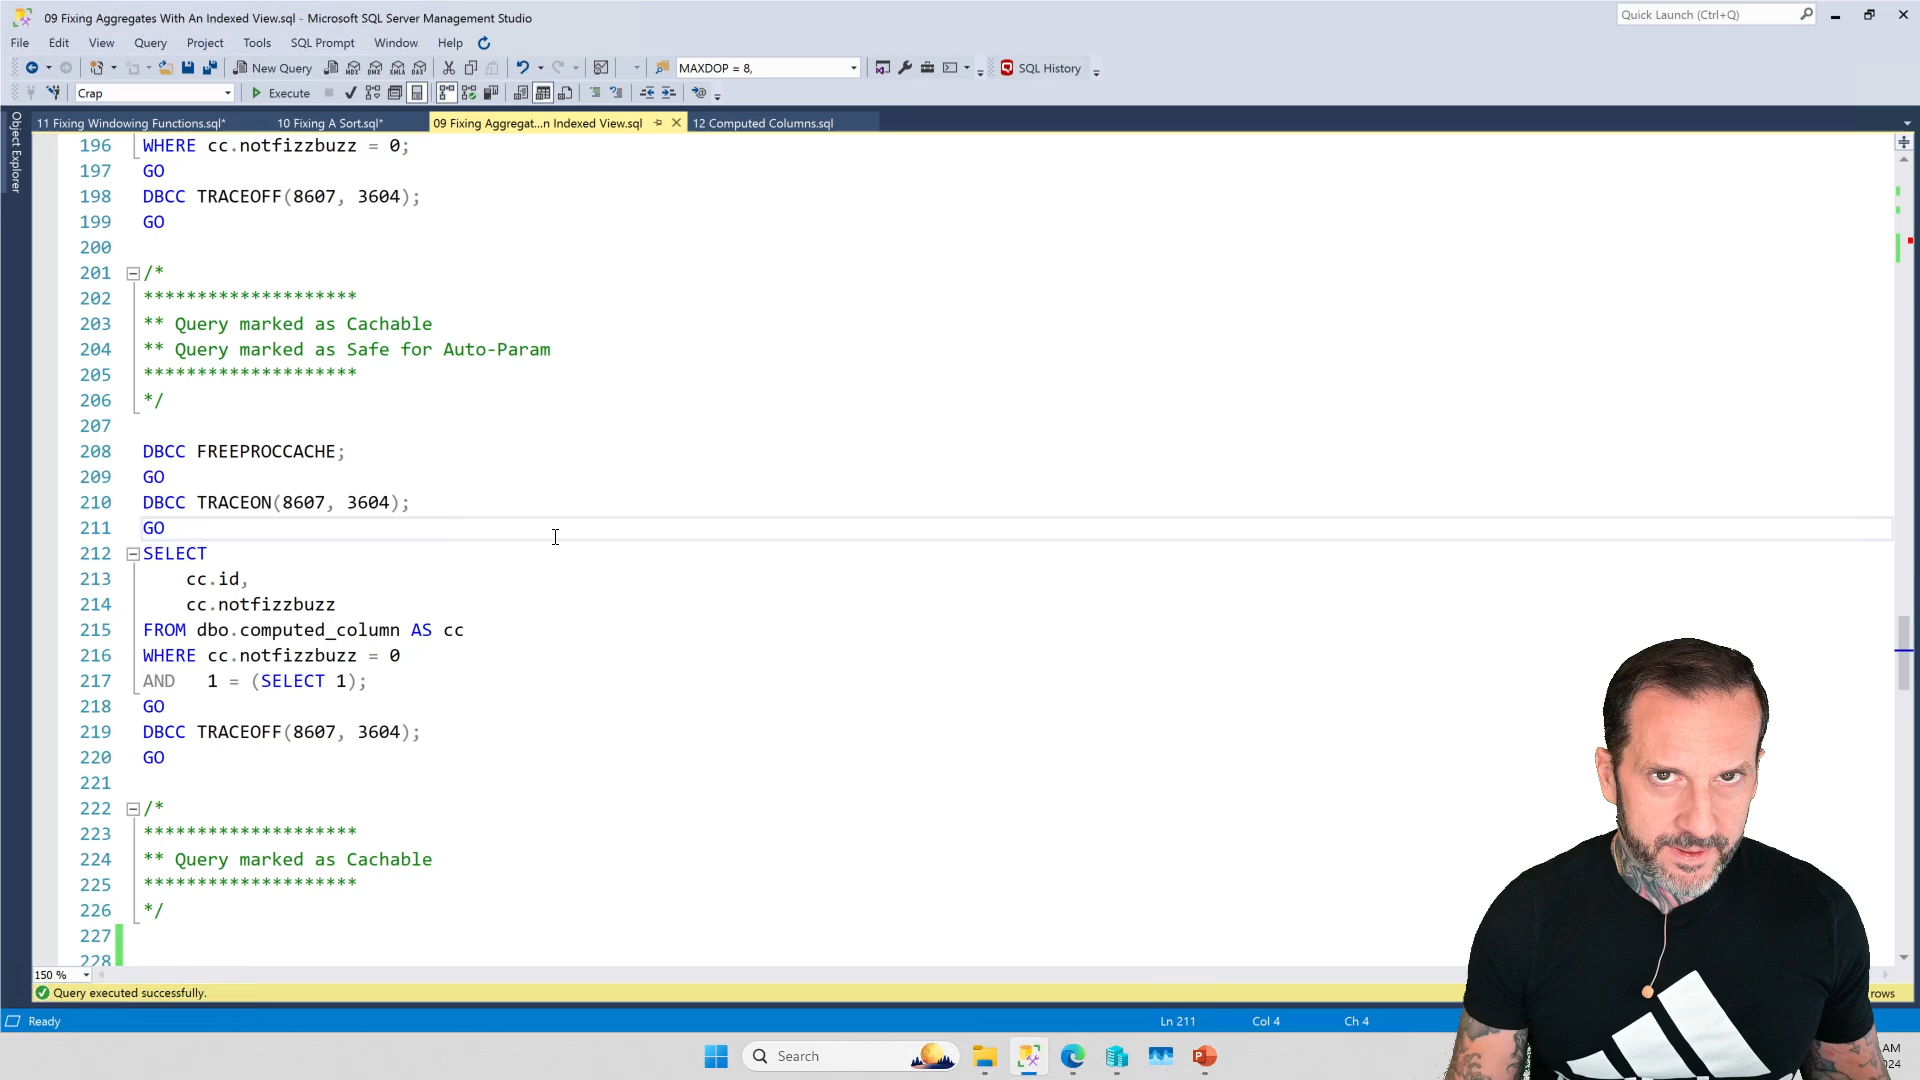 09 Fixing Aggregates With An Indexed View.sql - Microsoft SQL Server Management Studio
Quick Launch (Ctrl+Q)
File Edit View Query Project Tools SQL Prompt Window Help
New Query
MDX DMX XMLA DAX
MAXDOP = 8,
SQL History
Crap
Execute
Object Explorer
11 Fixing Windowing Functions.sql*
10 Fixing A Sort.sql*
09 Fixing Aggregat...n Indexed View.sql
12 Computed Columns.sql
196 WHERE cc.notfizzbuzz = 0;
197 GO
198 DBCC TRACEOFF(8607, 3604);
199 GO
200
201 /*
202 ********************
203 ** Query marked as Cachable
204 ** Query marked as Safe for Auto-Param
205 ********************
206 */
207
208 DBCC FREEPROCCACHE;
209 GO
210 DBCC TRACEON(8607, 3604);
211 GO
212 SELECT
213     cc.id,
214     cc.notfizzbuzz
215 FROM dbo.computed_column AS cc
216 WHERE cc.notfizzbuzz = 0
217 AND   1 = (SELECT 1);
218 GO
219 DBCC TRACEOFF(8607, 3604);
220 GO
221
222 /*
223 ********************
224 ** Query marked as Cachable
225 ********************
226 */
227
228
150 %
Query executed successfully.
rows
Ready
Ln 211
Col 4
Ch 4
Search
AM
024